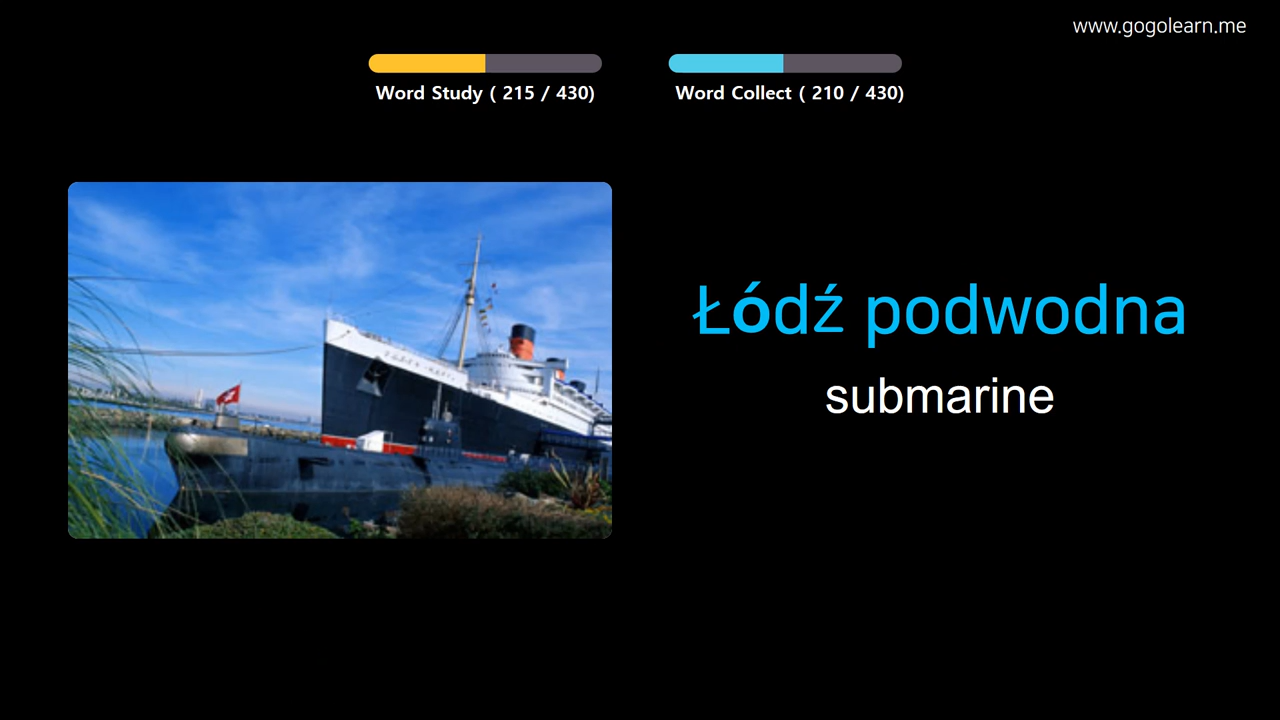 www.gogolearn.me
Word Study ( 215 / 430)
Word Collect ( 210 / 430)
Łódź podwodna
submarine